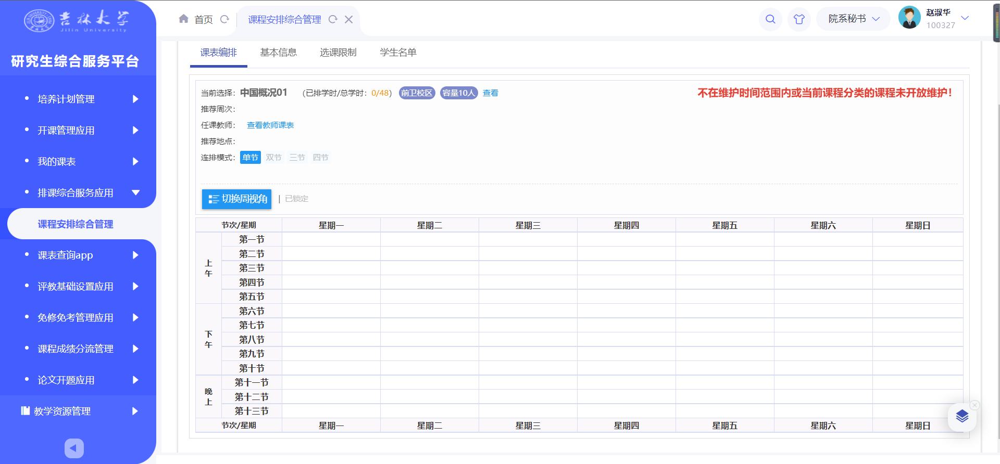 吉林大学
Jilin University
研究生综合服务平台
培养计划管理
开课管理应用
我的课表
排课综合服务应用
课程安排综合管理
课表查询app
评教基础设置应用
免修免考管理应用
课程成绩分流管理
论文开题应用
教学资源管理
首页 课程安排综合管理
院系秘书
赵淑华
100327
课表编排 基本信息 选课限制 学生名单
当前选择: 中国概况01 (已排学时/总学时: 0/48) 前卫校区 容量10人 查看 不在维护时间范围内或当前课程分类的课程未开放维护!
推荐周次:
任课教师: 查看教师课表
推荐地点:
连排模式: 单节 双节 三节 四节
切换周视角 | 已锁定
节次/星期 星期一 星期二 星期三 星期四 星期五 星期六 星期日
上午
第一节
第二节
第三节
第四节
第五节
下午
第六节
第七节
第八节
第九节
第十节
晚上
第十一节
第十二节
第十三节
节次/星期 星期一 星期二 星期三 星期四 星期五 星期六 星期日